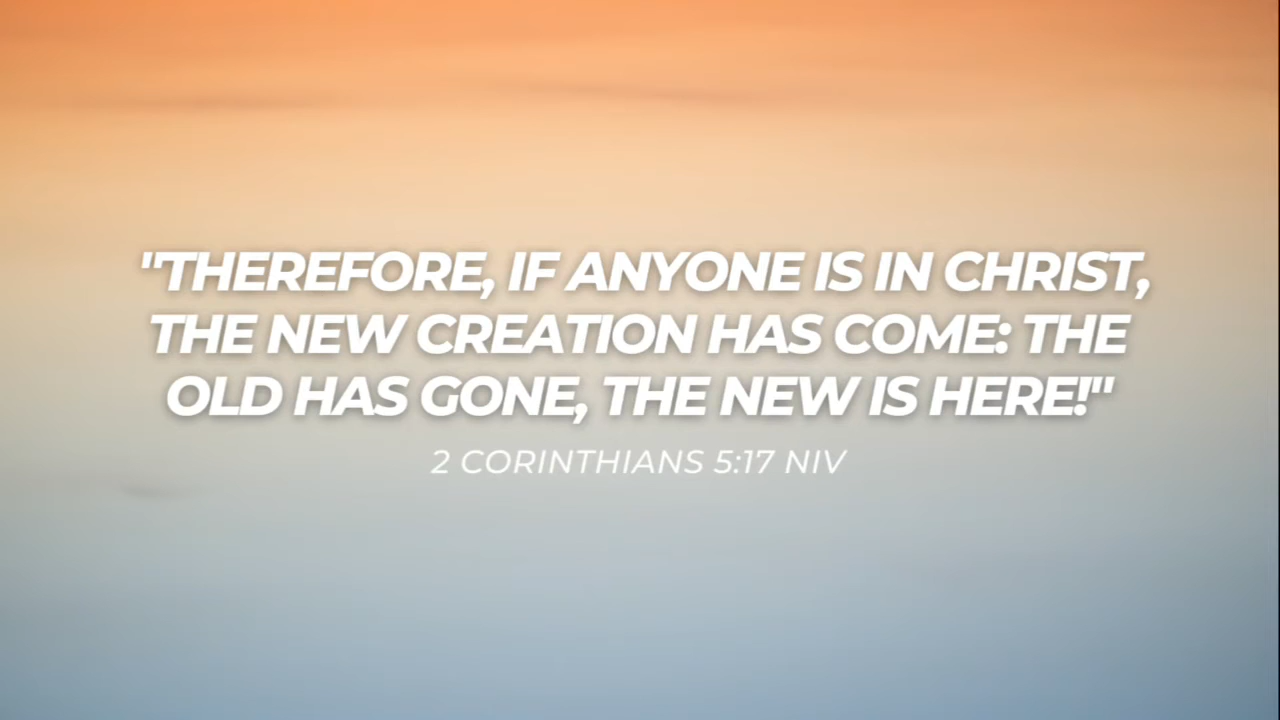 "THEREFORE, IF ANYONE IS IN CHRIST,
THE NEW CREATION HAS COME: THE
OLD HAS GONE, THE NEW IS HERE!"
2 CORINTHIANS 5:17 NIV